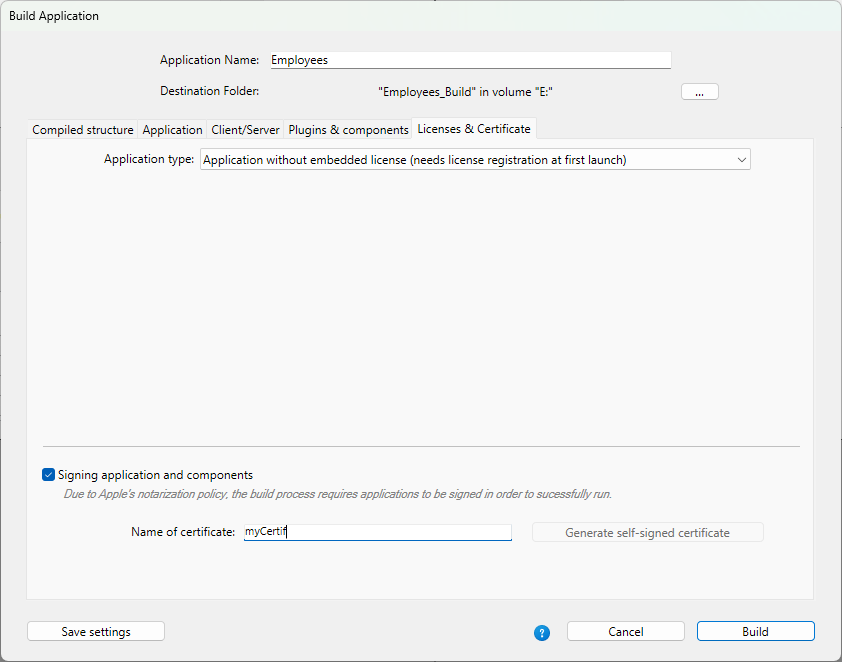 Build Application
Application Name: Employees
Destination Folder: "Employees_Build" in volume "E:" ...
Compiled structure Application Client/Server Plugins & components Licenses & Certificate
Application type: Application without embedded license (needs license registration at first launch)
Signing application and components
Due to Apple's notarization policy, the build process requires applications to be signed in order to sucessfully run.
Name of certificate: myCertif Generate self-signed certificate
Save settings ? Cancel Build